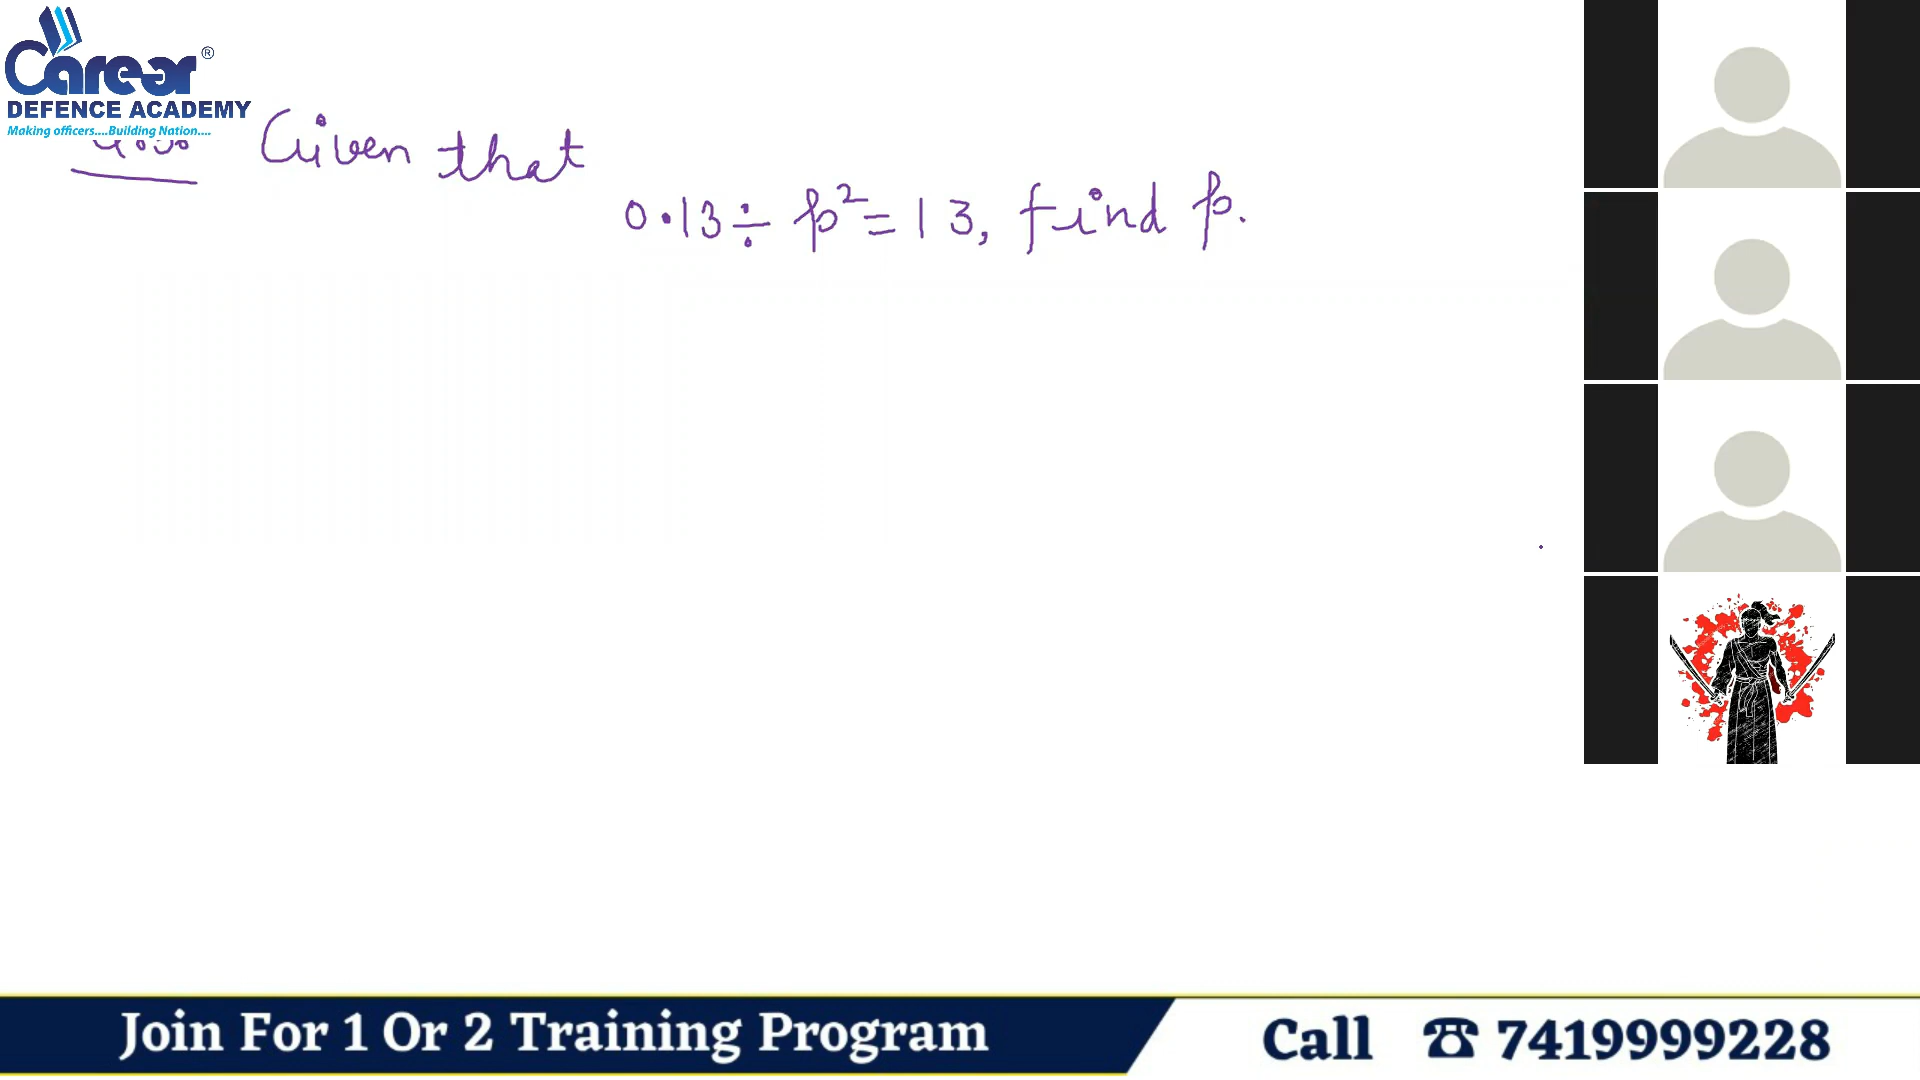 Carear®
DEFENCE ACADEMY
Making officers....Building Nation....
Given that
0.13 ÷ p² = 13, find p.
Join For 1 Or 2 Training Program
Call ☎ 7419999228